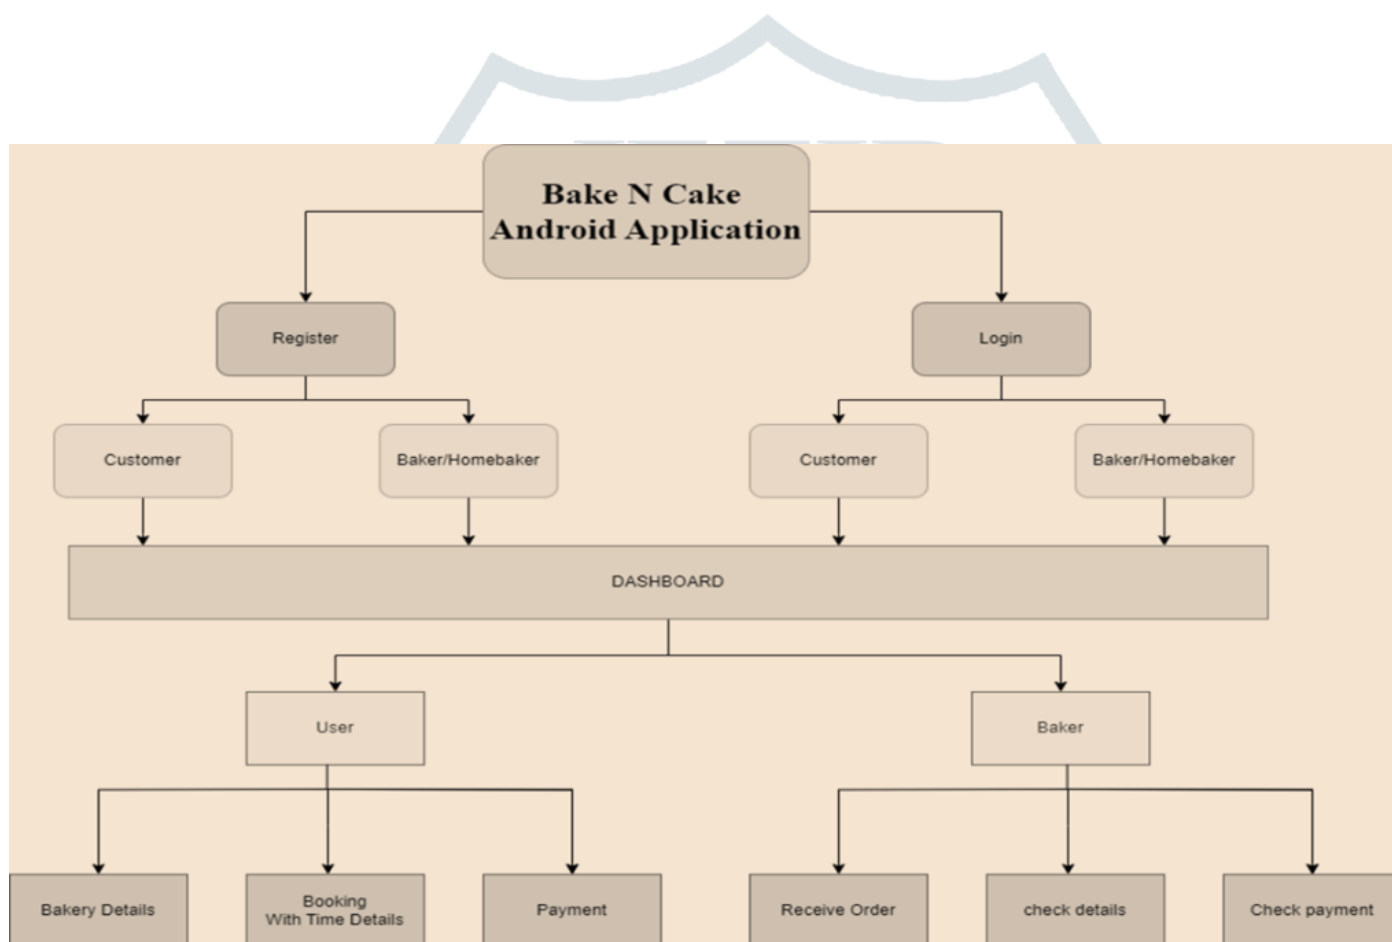 Bake N Cake
Android Application
Register
Login
Customer
Baker/Homebaker
Customer
Baker/Homebaker
DASHBOARD
User
Baker
Bakery Details
Booking
With Time Details
Payment
Receive Order
check details
Check payment